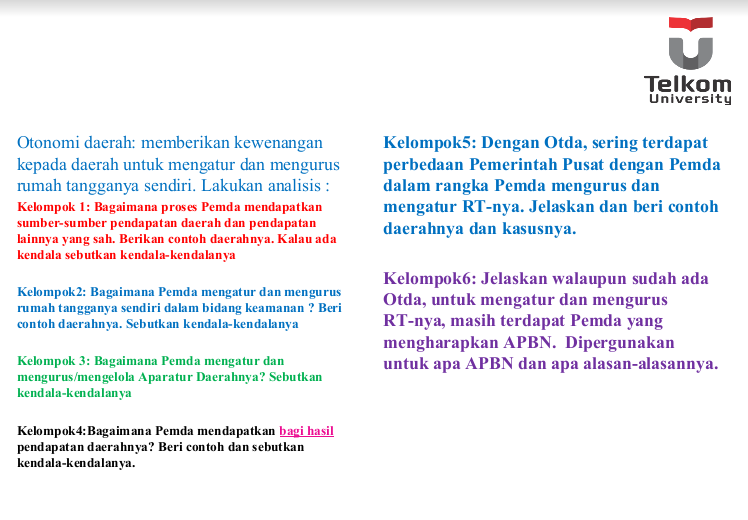 Telkom
University
Otonomi daerah: memberikan kewenangan
kepada daerah untuk mengatur dan mengurus
rumah tangganya sendiri. Lakukan analisis :
Kelompok 1: Bagaimana proses Pemda mendapatkan
sumber-sumber pendapatan daerah dan pendapatan
lainnya yang sah. Berikan contoh daerahnya. Kalau ada
kendala sebutkan kendala-kendalanya
Kelompok2: Bagaimana Pemda mengatur dan mengurus
rumah tangganya sendiri dalam bidang keamanan ? Beri
contoh daerahnya. Sebutkan kendala-kendalanya
Kelompok 3: Bagaimana Pemda mengatur dan
mengurus/mengelola Aparatur Daerahnya? Sebutkan
kendala-kendalanya
Kelompok4:Bagaimana Pemda mendapatkan bagi hasil
pendapatan daerahnya? Beri contoh dan sebutkan
kendala-kendalanya.
Kelompok5: Dengan Otda, sering terdapat
perbedaan Pemerintah Pusat dengan Pemda
dalam rangka Pemda mengurus dan
mengatur RT-nya. Jelaskan dan beri contoh
daerahnya dan kasusnya.
Kelompok6: Jelaskan walaupun sudah ada
Otda, untuk mengatur dan mengurus
RT-nya, masih terdapat Pemda yang
mengharapkan APBN.  Dipergunakan
untuk apa APBN dan apa alasan-alasannya.